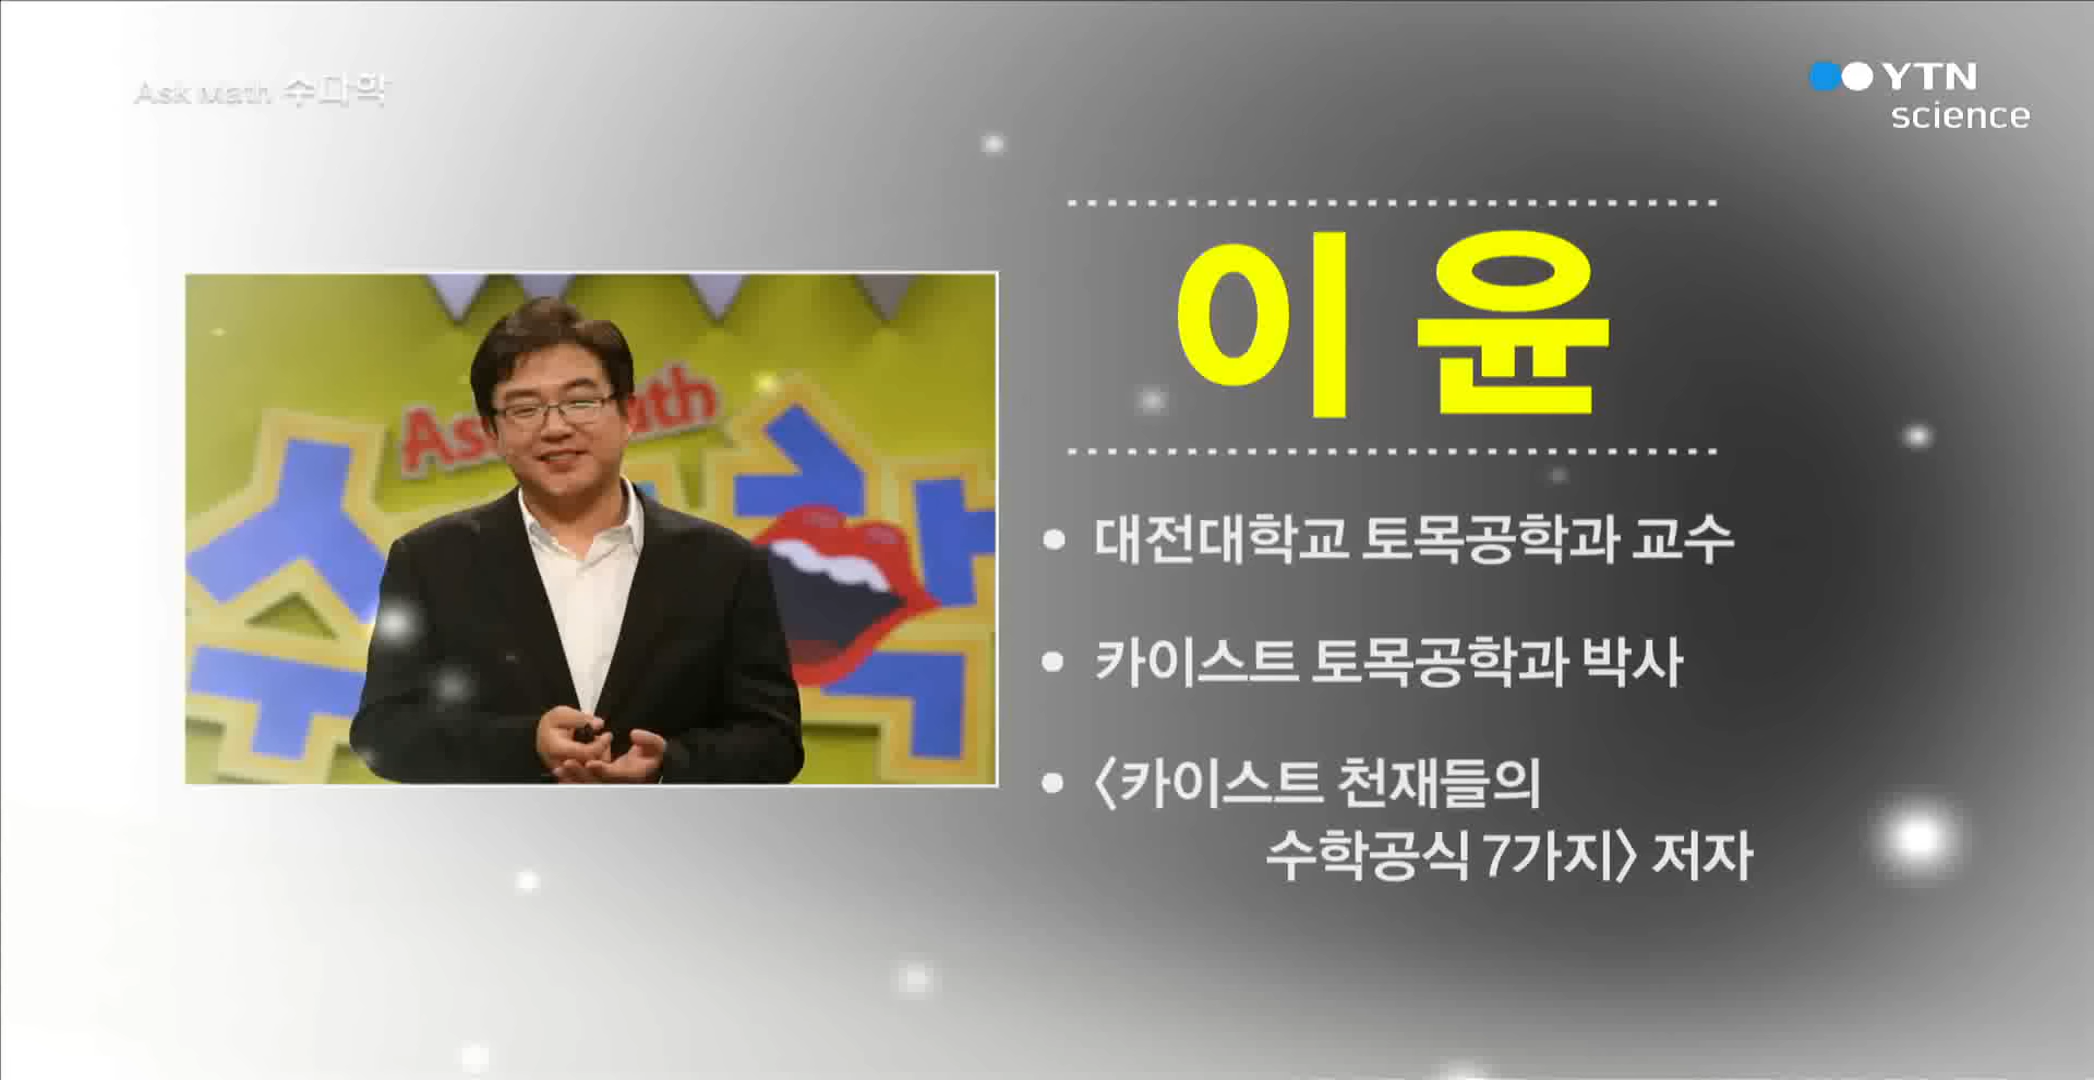 Ask Math 수다학
YTN
science
이 윤
대전대학교 토목공학과 교수
카이스트 토목공학과 박사
〈카이스트 천재들의
수학공식 7가지〉 저자